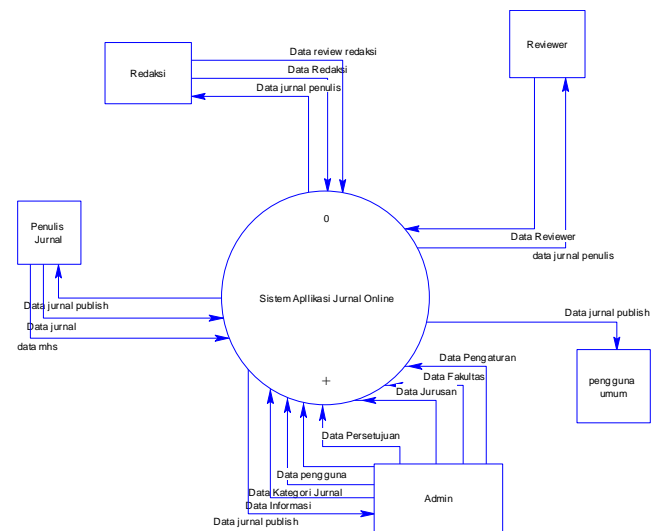 Data review redaksi
Redaksi
Data Redaksi
Data jurnal penulis
Reviewer
Penulis
Jurnal
0
Data Reviewer
data jurnal penulis
Sistem Apllikasi Jurnal Online
Data jurnal publish
Data jurnal
data mhs
Data jurnal publish
pengguna
umum
+
Data Pengaturan
Data Fakultas
Data Jurusan
Data Persetujuan
Data pengguna
Data Kategori Jurnal
Data Informasi
Data jurnal publish
Admin